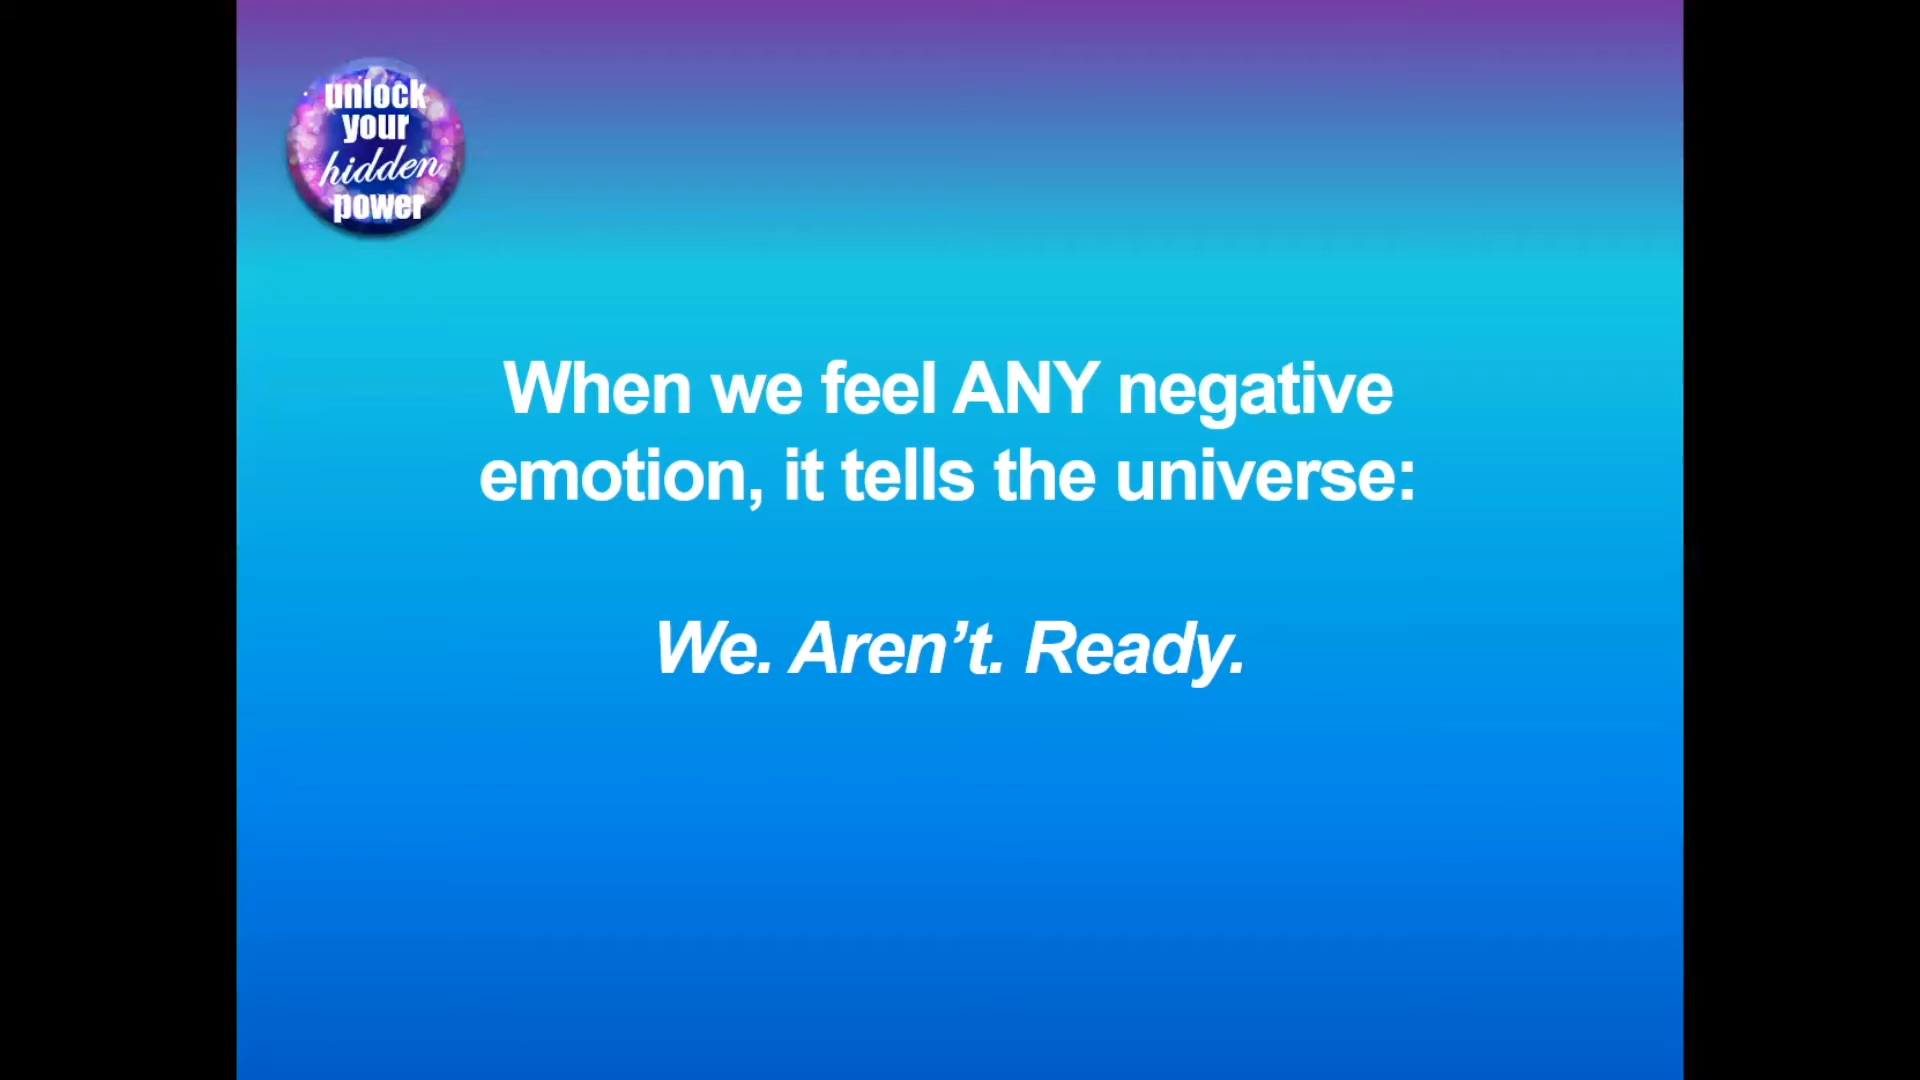 unlock
your
hidden
power
When we feel ANY negative
emotion, it tells the universe:
We. Aren’t. Ready.